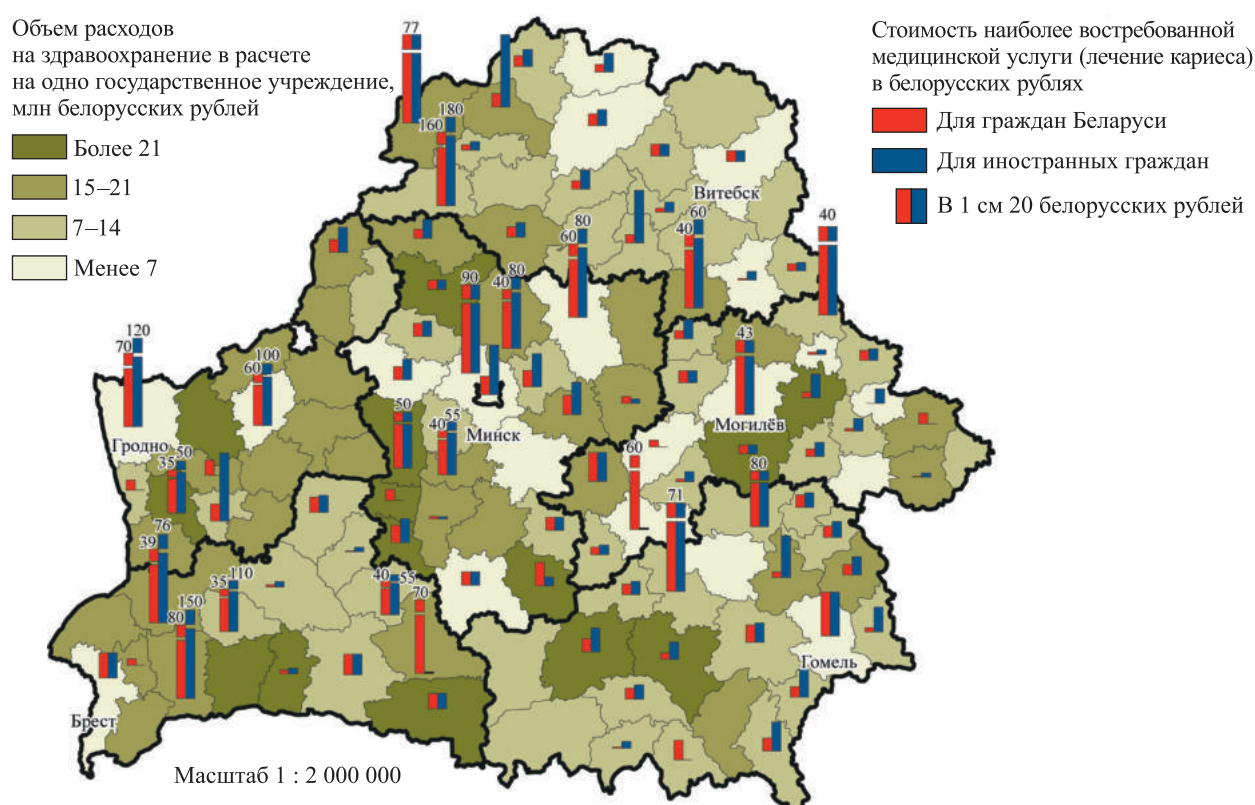 Объем расходов
на здравоохранение в расчете
на одно государственное учреждение,
млн белорусских рублей
Более 21
15–21
7–14
Менее 7
Стоимость наиболее востребованной
медицинской услуги (лечение кариеса)
в белорусских рублях
Для граждан Беларуси
Для иностранных граждан
В 1 см 20 белорусских рублей
77
160 180
Витебск
60 80
40 60
40
90
40 80
70 120
60 100
43
Гродно
50
40 55
Минск
Могилёв
35 50
60
80
71
39 76
35 110
40 55
70
80 150
Гомель
Брест
Масштаб 1 : 2 000 000